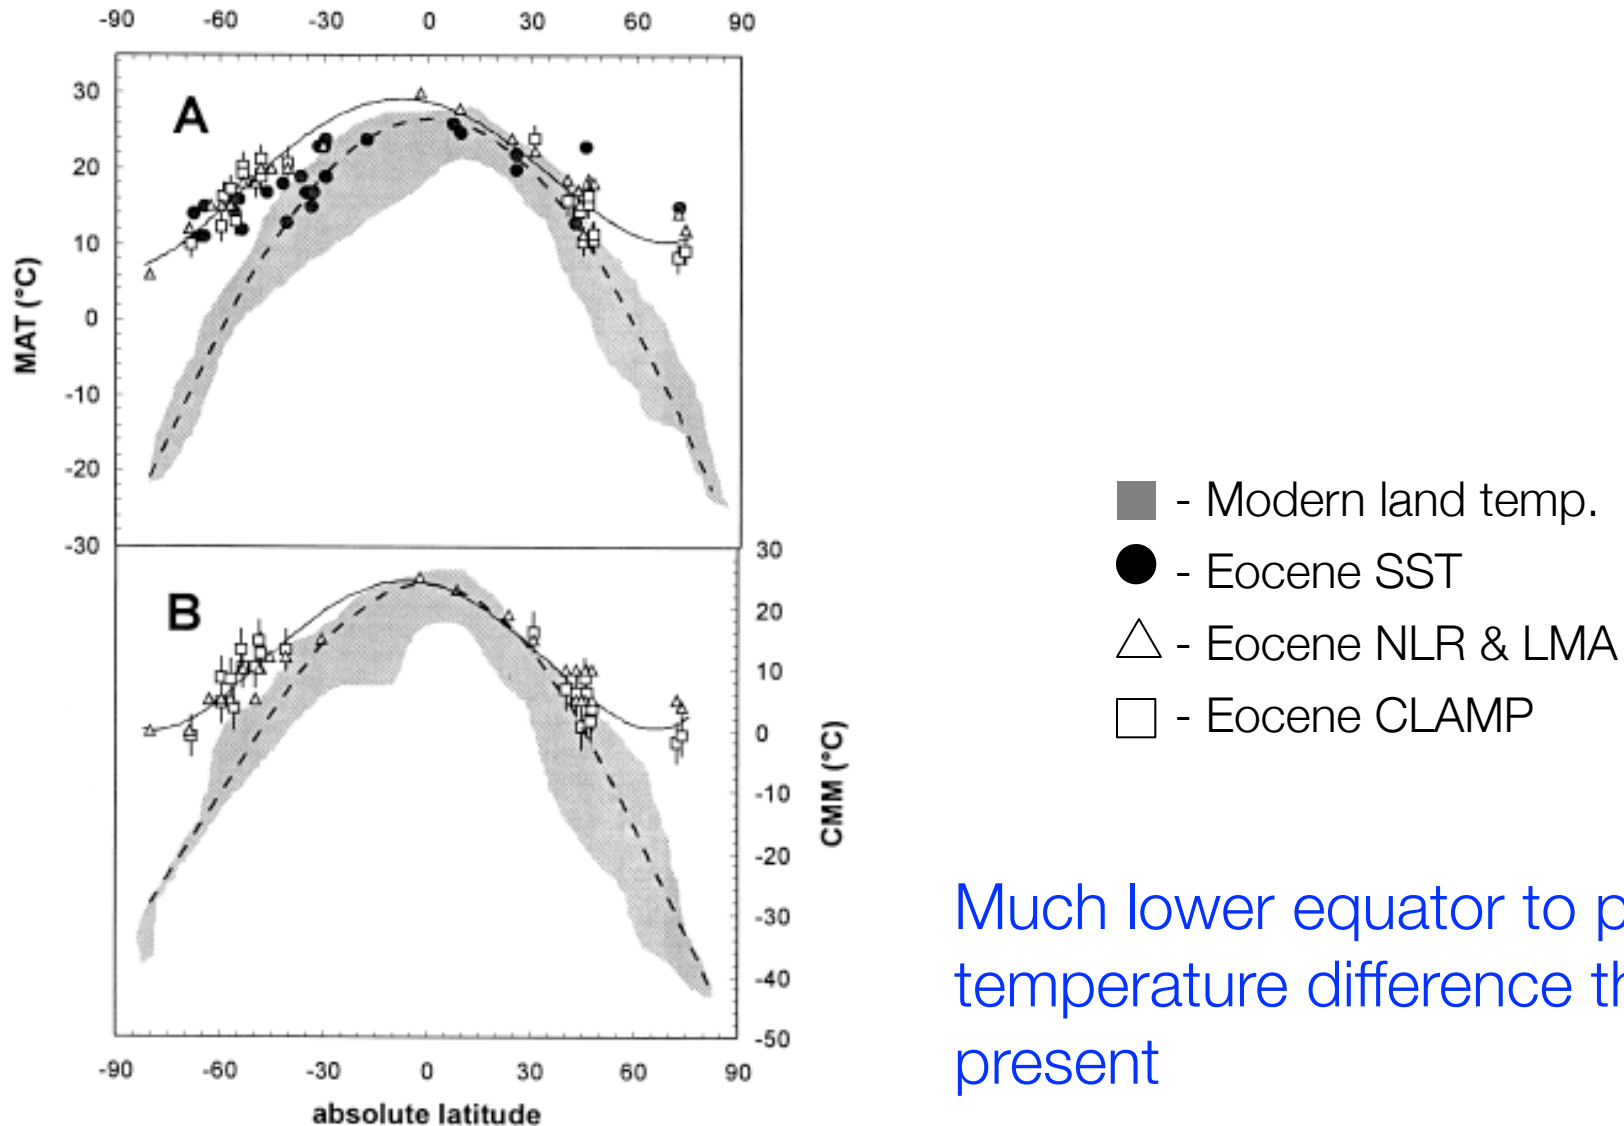 -90 -60 -30 0 30 60 90
A
30
20
10
0
-10
-20
-30
MAT (°C)
B
30
20
10
0
-10
-20
-30
-40
-50
CMM (°C)
-90 -60 -30 0 30 60 90
absolute latitude
- Modern land temp.
- Eocene SST
- Eocene NLR & LMA
- Eocene CLAMP
Much lower equator to p
temperature difference th
present